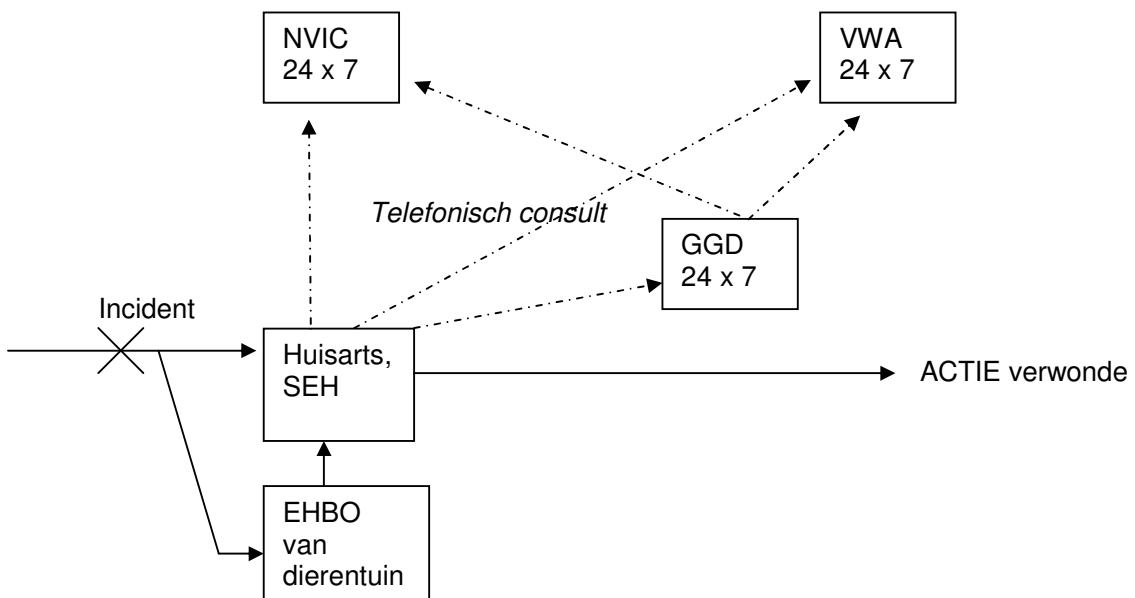 NVIC
24 x 7
VWA
24 x 7
Telefonisch consult
GGD
24 x 7
Incident
Huisarts,
SEH
ACTIE verwonde
EHBO
van
dierentuin